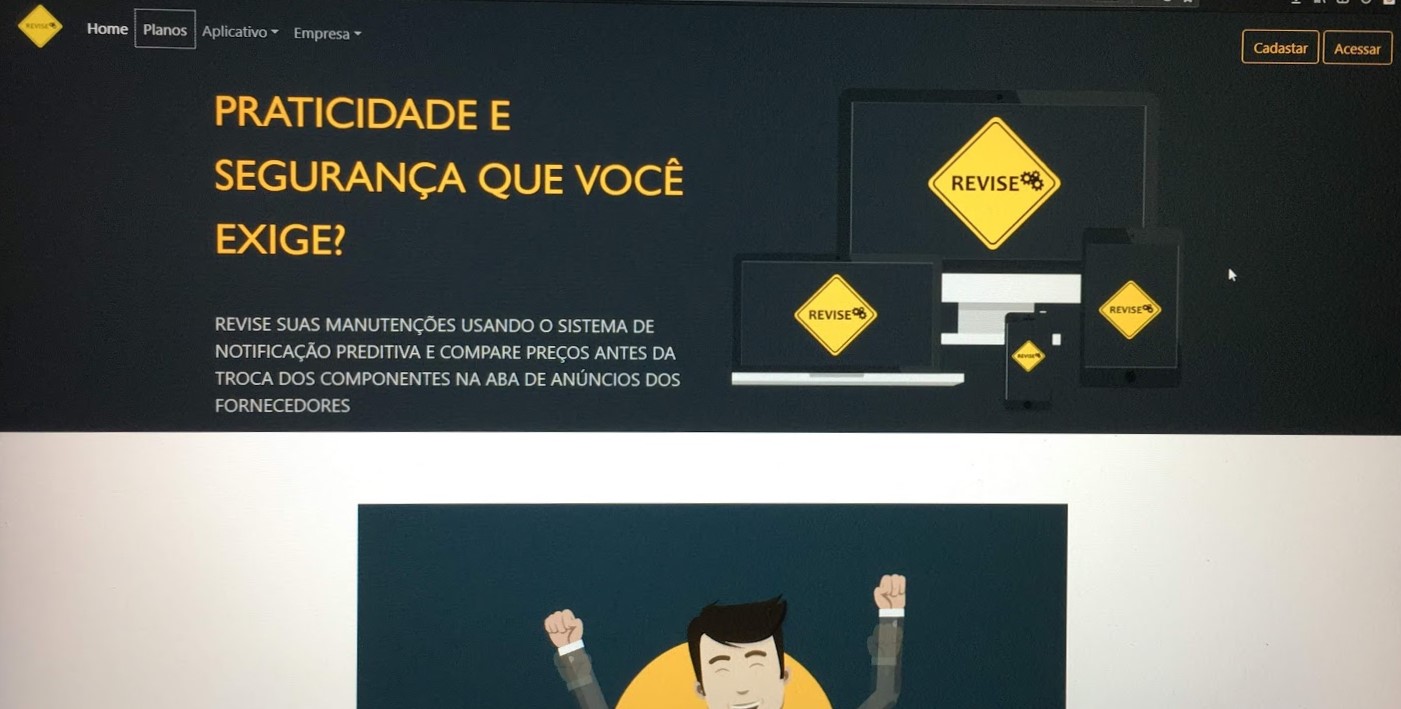 REVISE
Home Planos Aplicativo Empresa
Cadastar Acessar
PRATICIDADE E
SEGURANÇA QUE VOCÊ
EXIGE?
REVISE SUAS MANUTENÇÕES USANDO O SISTEMA DE
NOTIFICAÇÃO PREDITIVA E COMPARE PREÇOS ANTES DA
TROCA DOS COMPONENTES NA ABA DE ANÚNCIOS DOS
FORNECEDORES
REVISE
REVISE
REVISE
REVISE